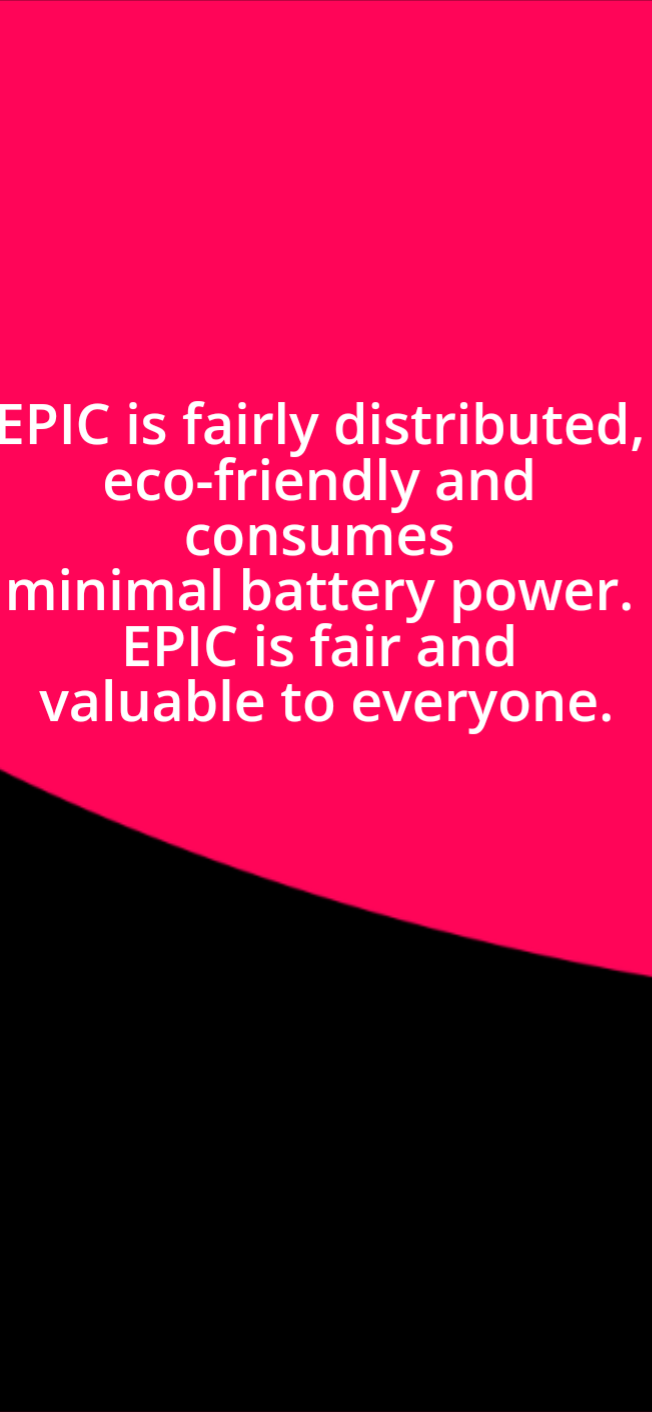 EPIC is fairly distributed,
eco-friendly and
consumes
minimal battery power.
EPIC is fair and
valuable to everyone.